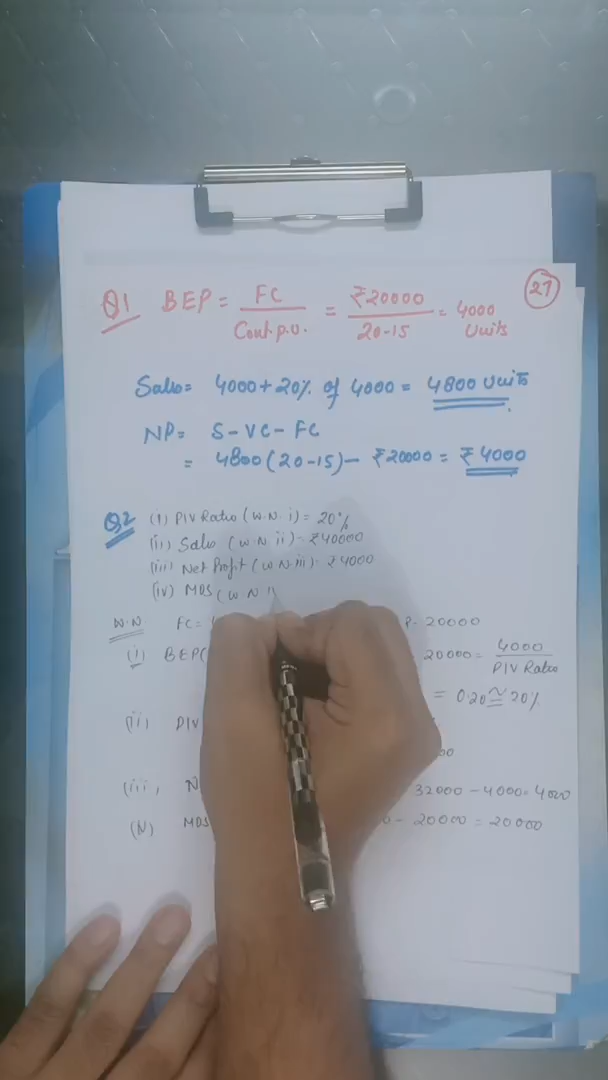 27
Q1 BEP = FC / Cont.p.u. = ₹20000 / 20-15 = 4000 Units
Sales = 4000 + 20% of 4000 = 4800 Units
NP = S - VC - FC
= 4800 (20-15) - ₹20000 = ₹4000
Q2 (i) P/V Ratio (W.N. i) = 20%
(ii) Sales (W.N. ii) = ₹40000
(iii) Net Profit (W.N. iii) = ₹4000
(iv) MOS (W.N
W.N FC = 20000
(i) BEP( 20000 = 4000 / P/V Ratio
= 0.20 ≅ 20%
(ii) P/V
(iii) N 32000 - 4000 = 4000
(iv) MOS - 20000 = 20000